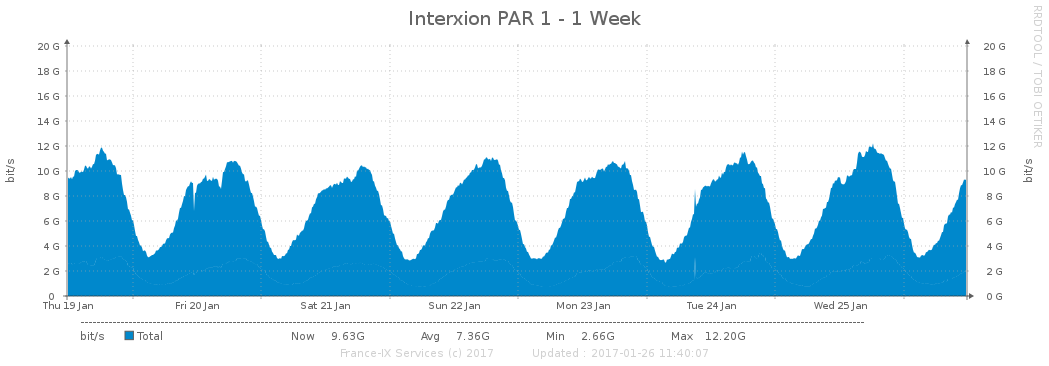 Interxion PAR 1 - 1 Week
RRDTOOL / TOBI OETIKER
bit/s
bit/s
20 G 20 G
18 G 18 G
16 G 16 G
14 G 14 G
12 G 12 G
10 G 10 G
8 G 8 G
6 G 6 G
4 G 4 G
2 G 2 G
0 0 G
Thu 19 Jan Fri 20 Jan Sat 21 Jan Sun 22 Jan Mon 23 Jan Tue 24 Jan Wed 25 Jan
bit/s Total Now 9.63G Avg 7.36G Min 2.66G Max 12.20G
France-IX Services (c) 2017 Updated : 2017-01-26 11:40:07